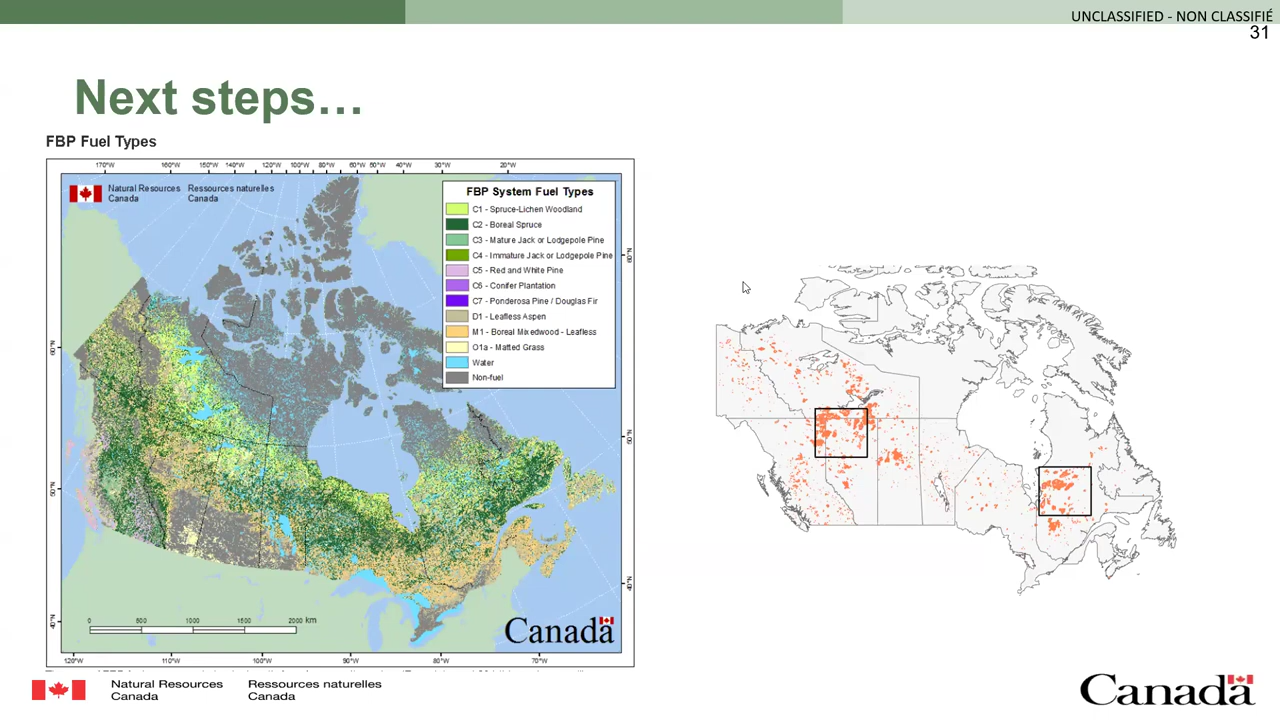 UNCLASSIFIED - NON CLASSIFIÉ
31
Next steps…
FBP Fuel Types
170°W 160°W 150°W 140°W 120°W 100°W 80°W 60°W 50°W 40°W 30°W 20°W
Natural Resources Ressources naturelles
Canada Canada
FBP System Fuel Types
C1 - Spruce-Lichen Woodland
C2 - Boreal Spruce
C3 - Mature Jack or Lodgepole Pine
C4 - Immature Jack or Lodgepole Pine
C5 - Red and White Pine
C6 - Conifer Plantation
C7 - Ponderosa Pine / Douglas Fir
D1 - Leafless Aspen
M1 - Boreal Mixedwood - Leafless
O1a - Matted Grass
Water
Non-fuel
60°N
60°N
50°N
50°N
40°N
40°N
0 500 1000 1500 2000 km
Canada
120°W 110°W 100°W 90°W 80°W 70°W
Natural Resources Ressources naturelles
Canada Canada
Canada